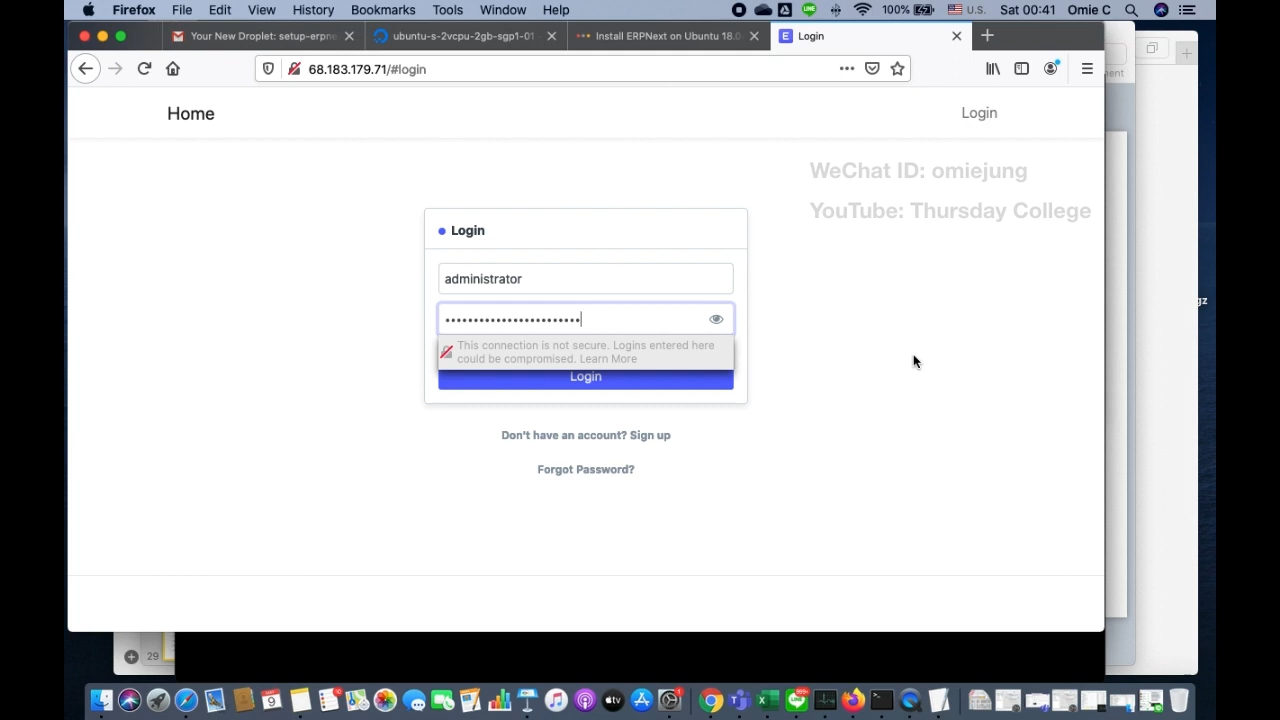 Firefox File Edit View History Bookmarks Tools Window Help 100% U.S. Sat 00:41 Omie C
Your New Droplet: setup-erpne
ubuntu-s-2vcpu-2gb-sgp1-01
Install ERPNext on Ubuntu 18.0
Login
68.183.179.71/#login
Home
Login
WeChat ID: omiejung
YouTube: Thursday College
Login
administrator
This connection is not secure. Logins entered here
could be compromised. Learn More
Login
Don't have an account? Sign up
Forgot Password?
29